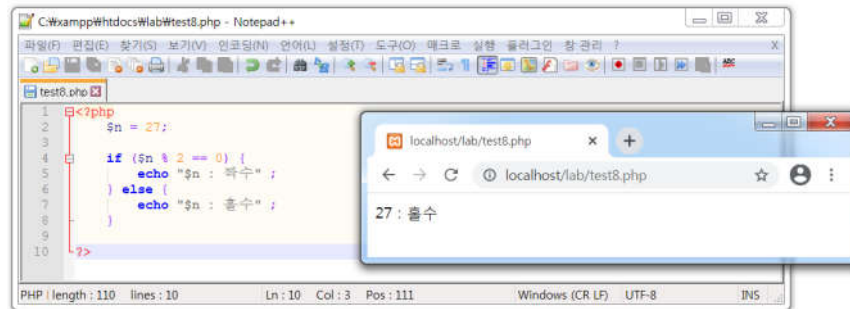 C:₩xampp₩htdocs₩lab₩test8.php - Notepad++
파일(F) 편집(E) 찾기(S) 보기(V) 인코딩(N) 언어(L) 설정(T) 도구(O) 매크로 실행 플러그인 창 관리 ? X
test8.php
1 <?php
2 $n = 27;
3
4 if ($n % 2 == 0) {
5 echo "$n : 짝수" ;
6 } else {
7 echo "$n : 홀수" ;
8 }
9
10 ?>
localhost/lab/test8.php
localhost/lab/test8.php
27 : 홀수
PHP length : 110 lines : 10 Ln : 10 Col : 3 Pos : 111 Windows (CR LF) UTF-8 INS